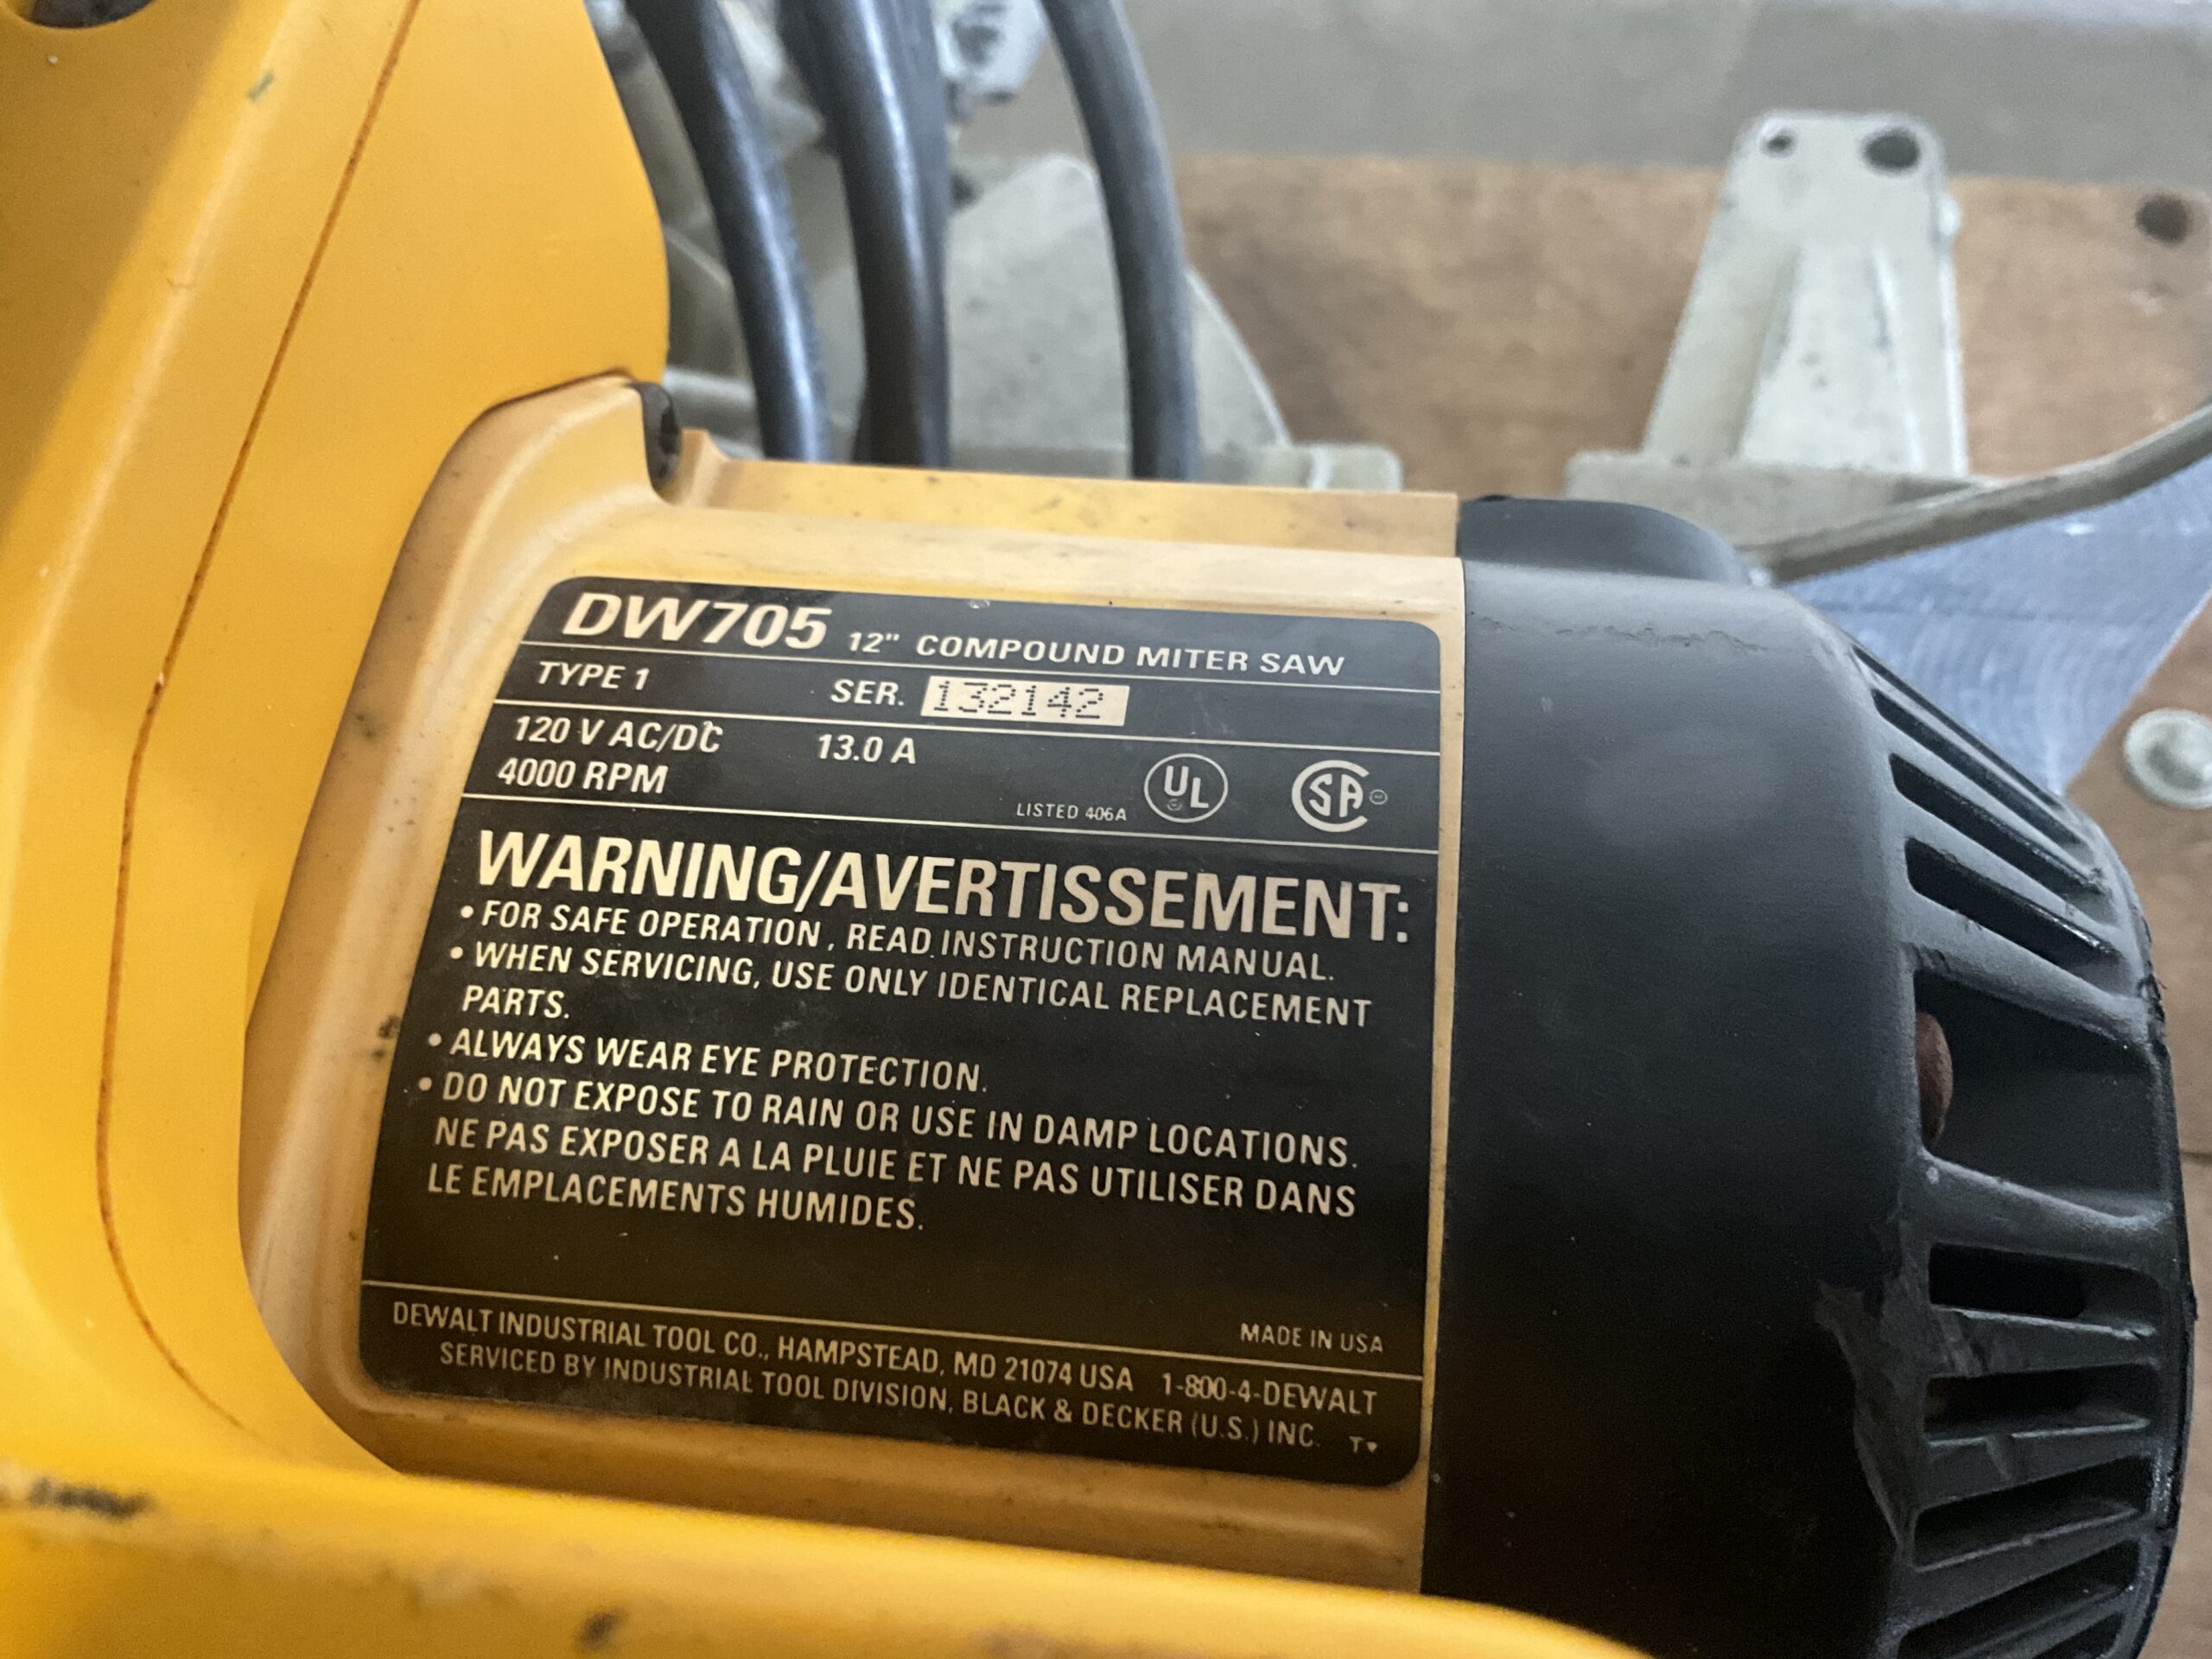 DW705 12" COMPOUND MITER SAW
TYPE 1 SER. 132142
120 V AC/DC 13.0 A
4000 RPM
LISTED 406A UL SA
WARNING/AVERTISSEMENT:
• FOR SAFE OPERATION, READ INSTRUCTION MANUAL.
• WHEN SERVICING, USE ONLY IDENTICAL REPLACEMENT
PARTS.
• ALWAYS WEAR EYE PROTECTION.
• DO NOT EXPOSE TO RAIN OR USE IN DAMP LOCATIONS.
NE PAS EXPOSER A LA PLUIE ET NE PAS UTILISER DANS
LE EMPLACEMENTS HUMIDES.
MADE IN USA
DEWALT INDUSTRIAL TOOL CO., HAMPSTEAD, MD 21074 USA 1-800-4-DEWALT
SERVICED BY INDUSTRIAL TOOL DIVISION, BLACK & DECKER (U.S.) INC. T▾